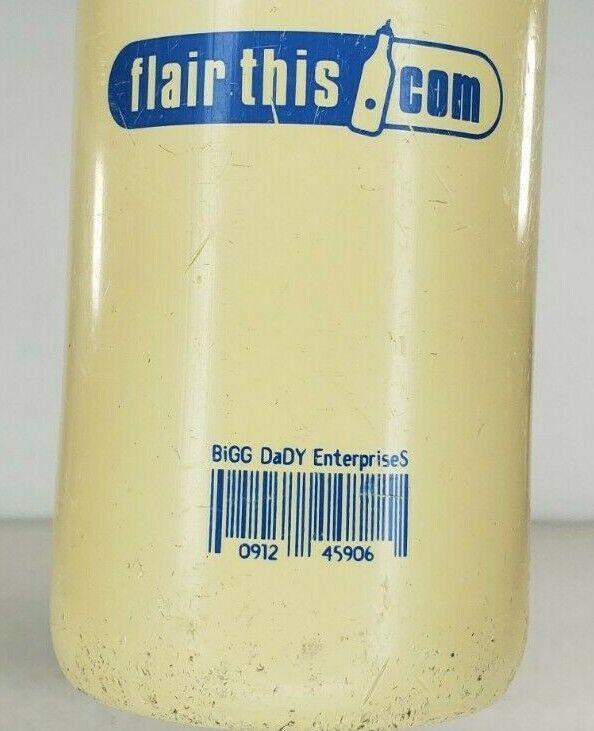 flair this com
BiGG DaDY EnterpriseS
0912 45906